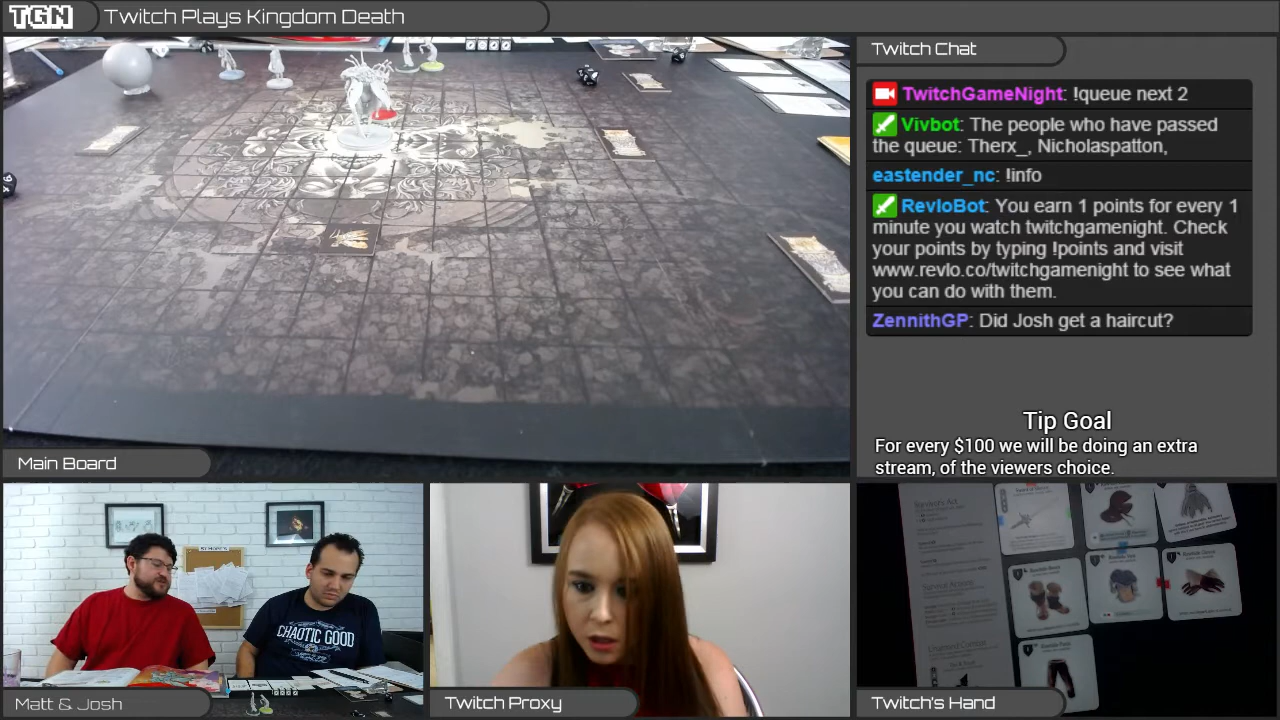 TGN
Twitch Plays Kingdom Death
Twitch Chat
TwitchGameNight: !queue next 2
Vivbot: The people who have passed
the queue: Therx_, Nicholaspatton,
eastender_nc: !info
RevloBot: You earn 1 points for every 1
minute you watch twitchgamenight. Check
your points by typing !points and visit
www.revlo.co/twitchgamenight to see what
you can do with them.
ZennithGP: Did Josh get a haircut?
Tip Goal
For every $100 we will be doing an extra
stream, of the viewers choice.
Main Board
CHAOTIC GOOD
Matt & Josh
Twitch Proxy
Survival Actions
Twitch's Hand